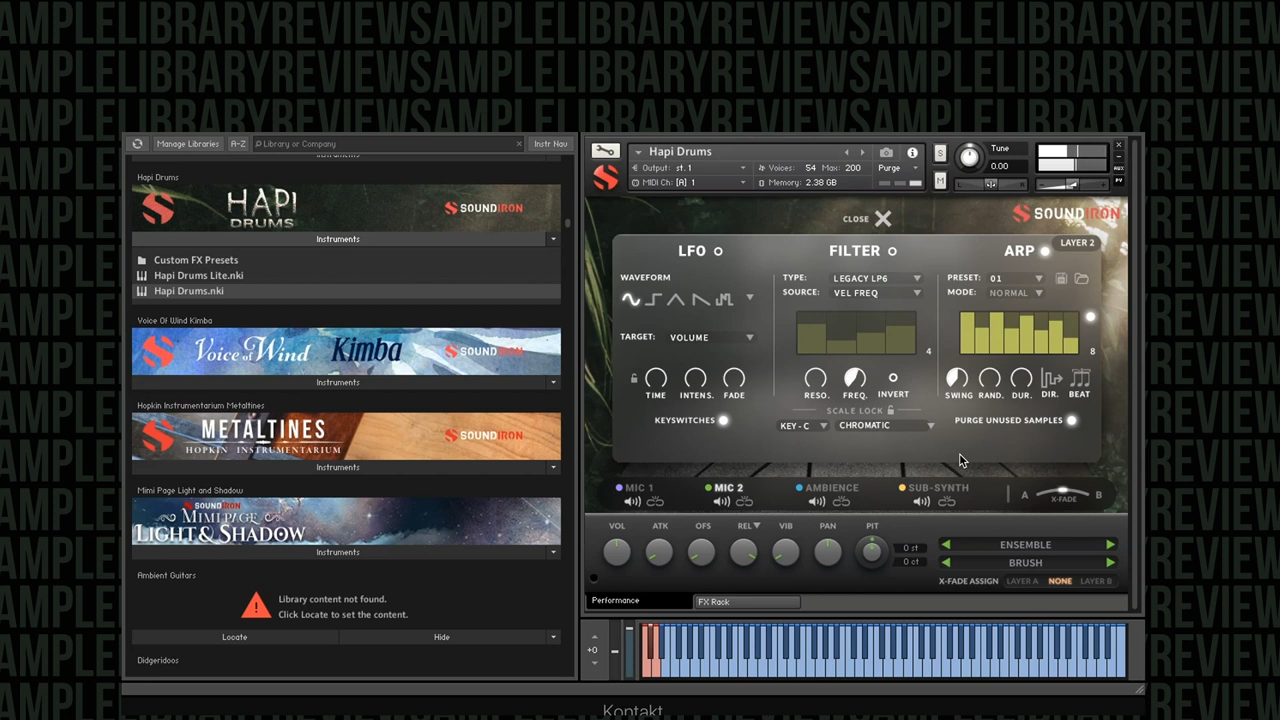 AMPLELIBRARYREVIEWSAMPLELIBRARYREVIEWSAMPLELIBRARYREVIEWS
Manage Libraries
A-Z
Library or Company
Instr Nav
Instruments
Hapi Drums
HAPI
DRUMS
SOUNDIRON
Instruments
Custom FX Presets
Hapi Drums Lite.nki
Hapi Drums.nki
Voice Of Wind Kimba
Voice of Wind Kimba
SOUNDIRON
Instruments
Hopkin Instrumentarium Metaltines
METALTINES
HOPKIN INSTRUMENTARIUM
SOUNDIRON
Instruments
Mimi Page Light and Shadow
SOUNDIRON
MIMI PAGE
LIGHT & SHADOW
Instruments
Ambient Guitars
Library content not found.
Click Locate to set the content.
Locate
Hide
Didgeridoos
Hapi Drums
Output: st.1
Voices: 54 Max: 200
Purge
MIDI Ch: [A] 1
Memory: 2.38 GB
S
M
Tune
0.00
L
R
AUX
PV
CLOSE
SOUNDIRON
LAYER 2
LFO
WAVEFORM
TARGET: VOLUME
TIME INTENS. FADE
KEYSWITCHES
FILTER
TYPE: LEGACY LP6
SOURCE: VEL FREQ
4
RESO. FREQ. INVERT
SCALE LOCK
KEY - C CHROMATIC
ARP
PRESET: 01
MODE: NORMAL
8
SWING RAND. DUR. DIR. BEAT
PURGE UNUSED SAMPLES
MIC 1 MIC 2 AMBIENCE SUB-SYNTH
A X-FADE B
VOL ATK OFS REL VIB PAN PIT
0 st
0 ct
ENSEMBLE
BRUSH
X-FADE ASSIGN LAYER A NONE LAYER B
Performance
FX Rack
+0
Kontakt